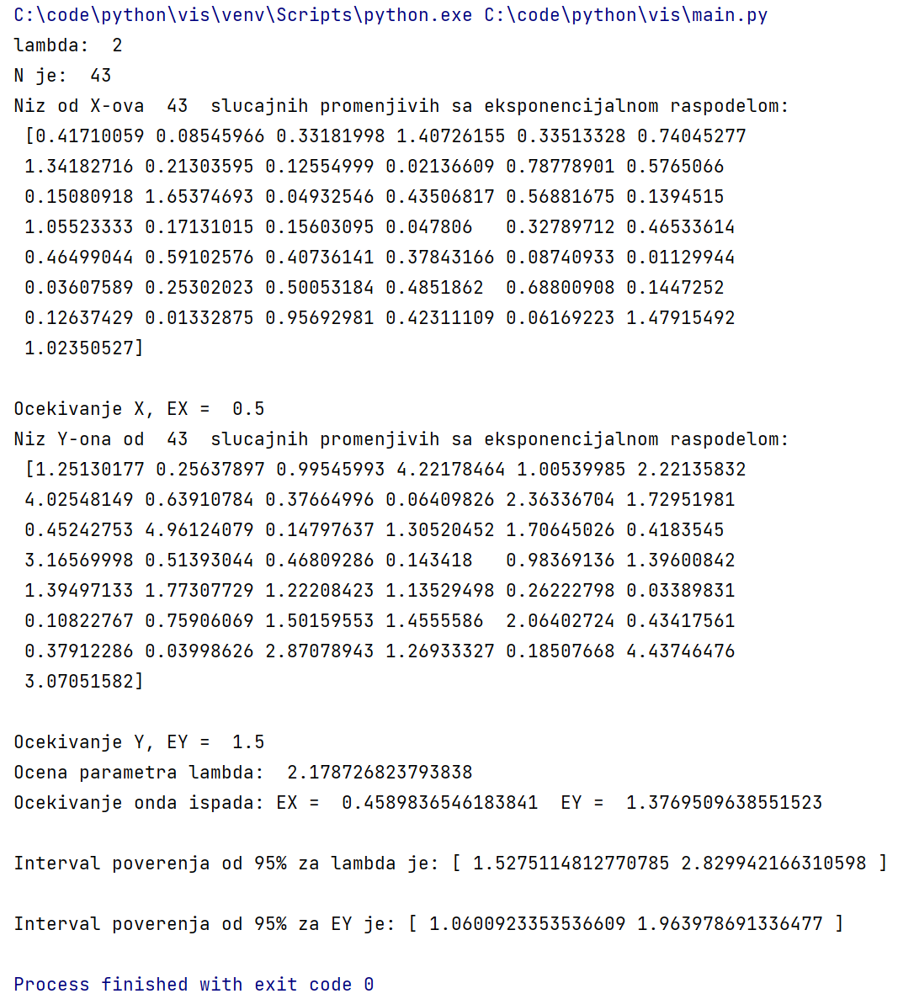 C:\code\python\vis\venv\Scripts\python.exe C:\code\python\vis\main.py
lambda:  2
N je:  43
Niz od X-ova  43  slucajnih promenjivih sa eksponencijalnom raspodelom:
 [0.41710059 0.08545966 0.33181998 1.40726155 0.33513328 0.74045277
 1.34182716 0.21303595 0.12554999 0.02136609 0.78778901 0.5765066
 0.15080918 1.65374693 0.04932546 0.43506817 0.56881675 0.1394515
 1.05523333 0.17131015 0.15603095 0.047806   0.32789712 0.46533614
 0.46499044 0.59102576 0.40736141 0.37843166 0.08740933 0.01129944
 0.03607589 0.25302023 0.50053184 0.4851862  0.68800908 0.1447252
 0.12637429 0.01332875 0.95692981 0.42311109 0.06169223 1.47915492
 1.02350527]
Ocekivanje X, EX =  0.5
Niz Y-ona od  43  slucajnih promenjivih sa eksponencijalnom raspodelom:
 [1.25130177 0.25637897 0.99545993 4.22178464 1.00539985 2.22135832
 4.02548149 0.63910784 0.37664996 0.06409826 2.36336704 1.72951981
 0.45242753 4.96124079 0.14797637 1.30520452 1.70645026 0.4183545
 3.16569998 0.51393044 0.46809286 0.143418   0.98369136 1.39600842
 1.39497133 1.77307729 1.22208423 1.13529498 0.26222798 0.03389831
 0.10822767 0.75906069 1.50159553 1.4555586  2.06402724 0.43417561
 0.37912286 0.03998626 2.87078943 1.26933327 0.18507668 4.43746476
 3.07051582]
Ocekivanje Y, EY =  1.5
Ocena parametra lambda:  2.178726823793838
Ocekivanje onda ispada: EX =  0.4589836546183841  EY =  1.3769509638551523
Interval poverenja od 95% za lambda je: [ 1.5275114812770785 2.829942166310598 ]
Interval poverenja od 95% za EY je: [ 1.0600923353536609 1.963978691336477 ]
Process finished with exit code 0